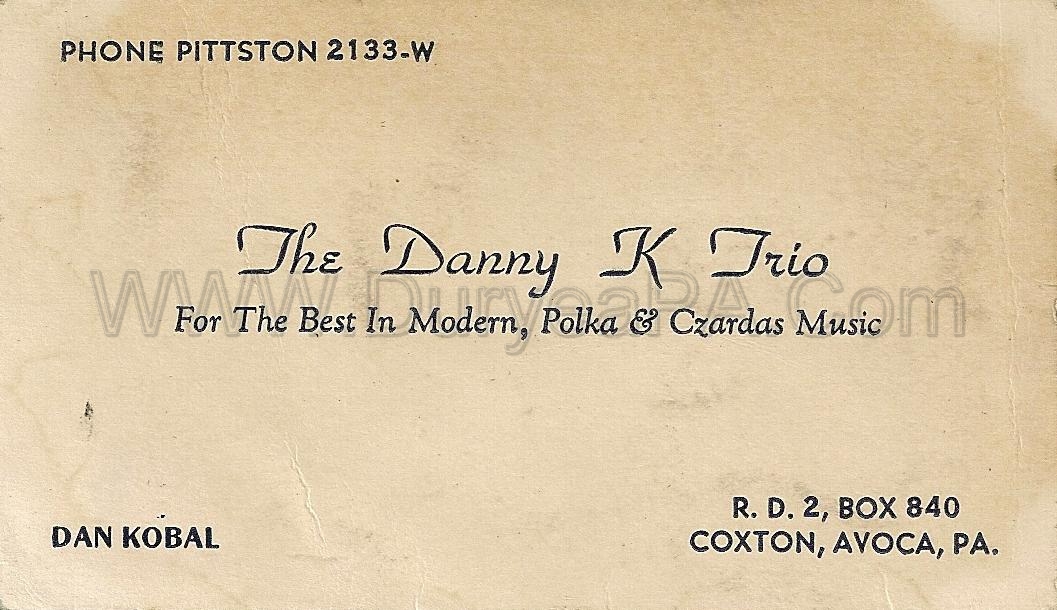 PHONE PITTSTON 2133-W
The Danny K Trio
WWW.DuryeaPA.Com
For The Best In Modern, Polka & Czardas Music
DAN KOBAL
R. D. 2, BOX 840
COXTON, AVOCA, PA.